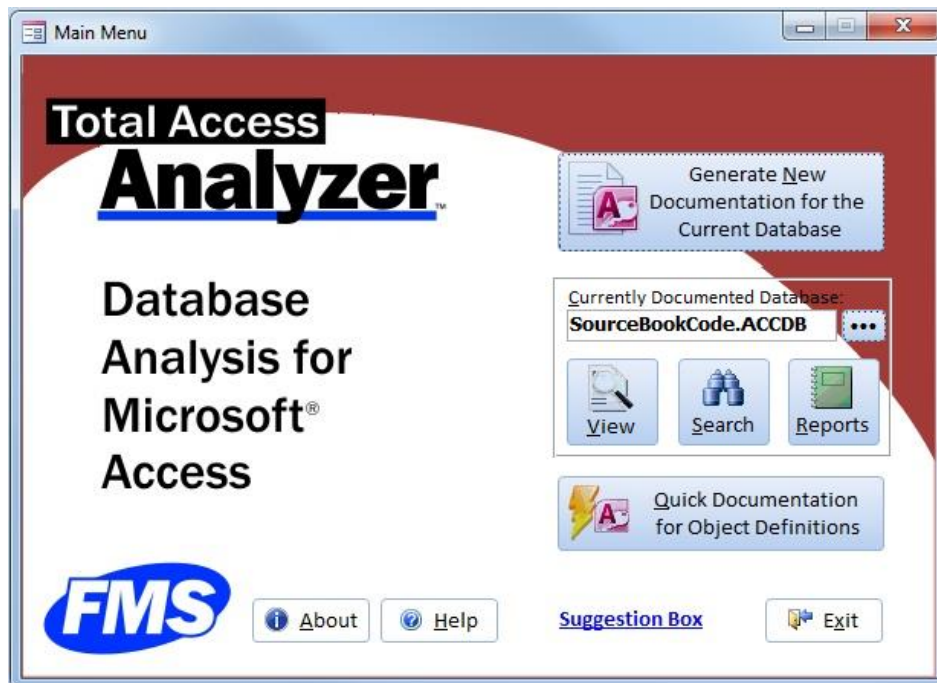 Main Menu
Total Access
Analyzer™
Database
Analysis for
Microsoft®
Access
Generate New
Documentation for the
Current Database
Currently Documented Database:
SourceBookCode.ACCDB
...
View
Search
Reports
Quick Documentation
for Object Definitions
FMS
About
Help
Suggestion Box
Exit